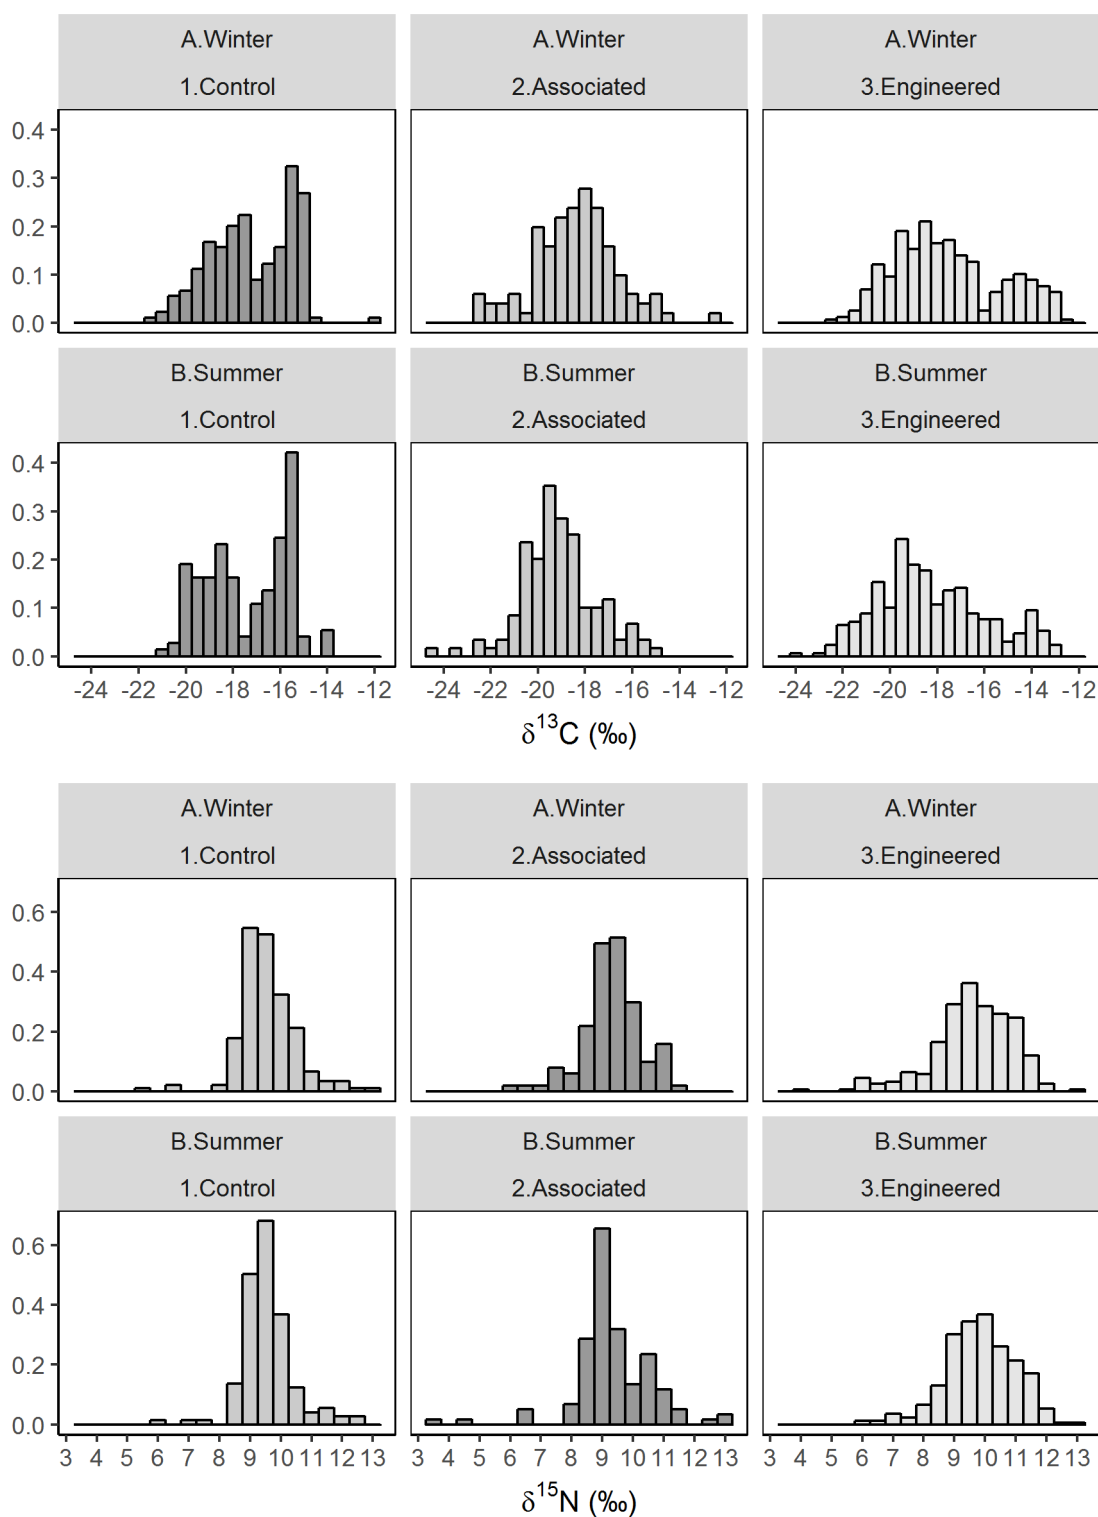 A.Winter A.Winter A.Winter
1.Control 2.Associated 3.Engineered
0.4
0.3
0.2
0.1
0.0
B.Summer B.Summer B.Summer
1.Control 2.Associated 3.Engineered
0.4
0.3
0.2
0.1
0.0
-24 -22 -20 -18 -16 -14 -12 -24 -22 -20 -18 -16 -14 -12 -24 -22 -20 -18 -16 -14 -12
δ¹³C (‰)
A.Winter A.Winter A.Winter
1.Control 2.Associated 3.Engineered
0.6
0.4
0.2
0.0
B.Summer B.Summer B.Summer
1.Control 2.Associated 3.Engineered
0.6
0.4
0.2
0.0
3 4 5 6 7 8 9 10 11 12 13 3 4 5 6 7 8 9 10 11 12 13 3 4 5 6 7 8 9 10 11 12 13
δ¹⁵N (‰)